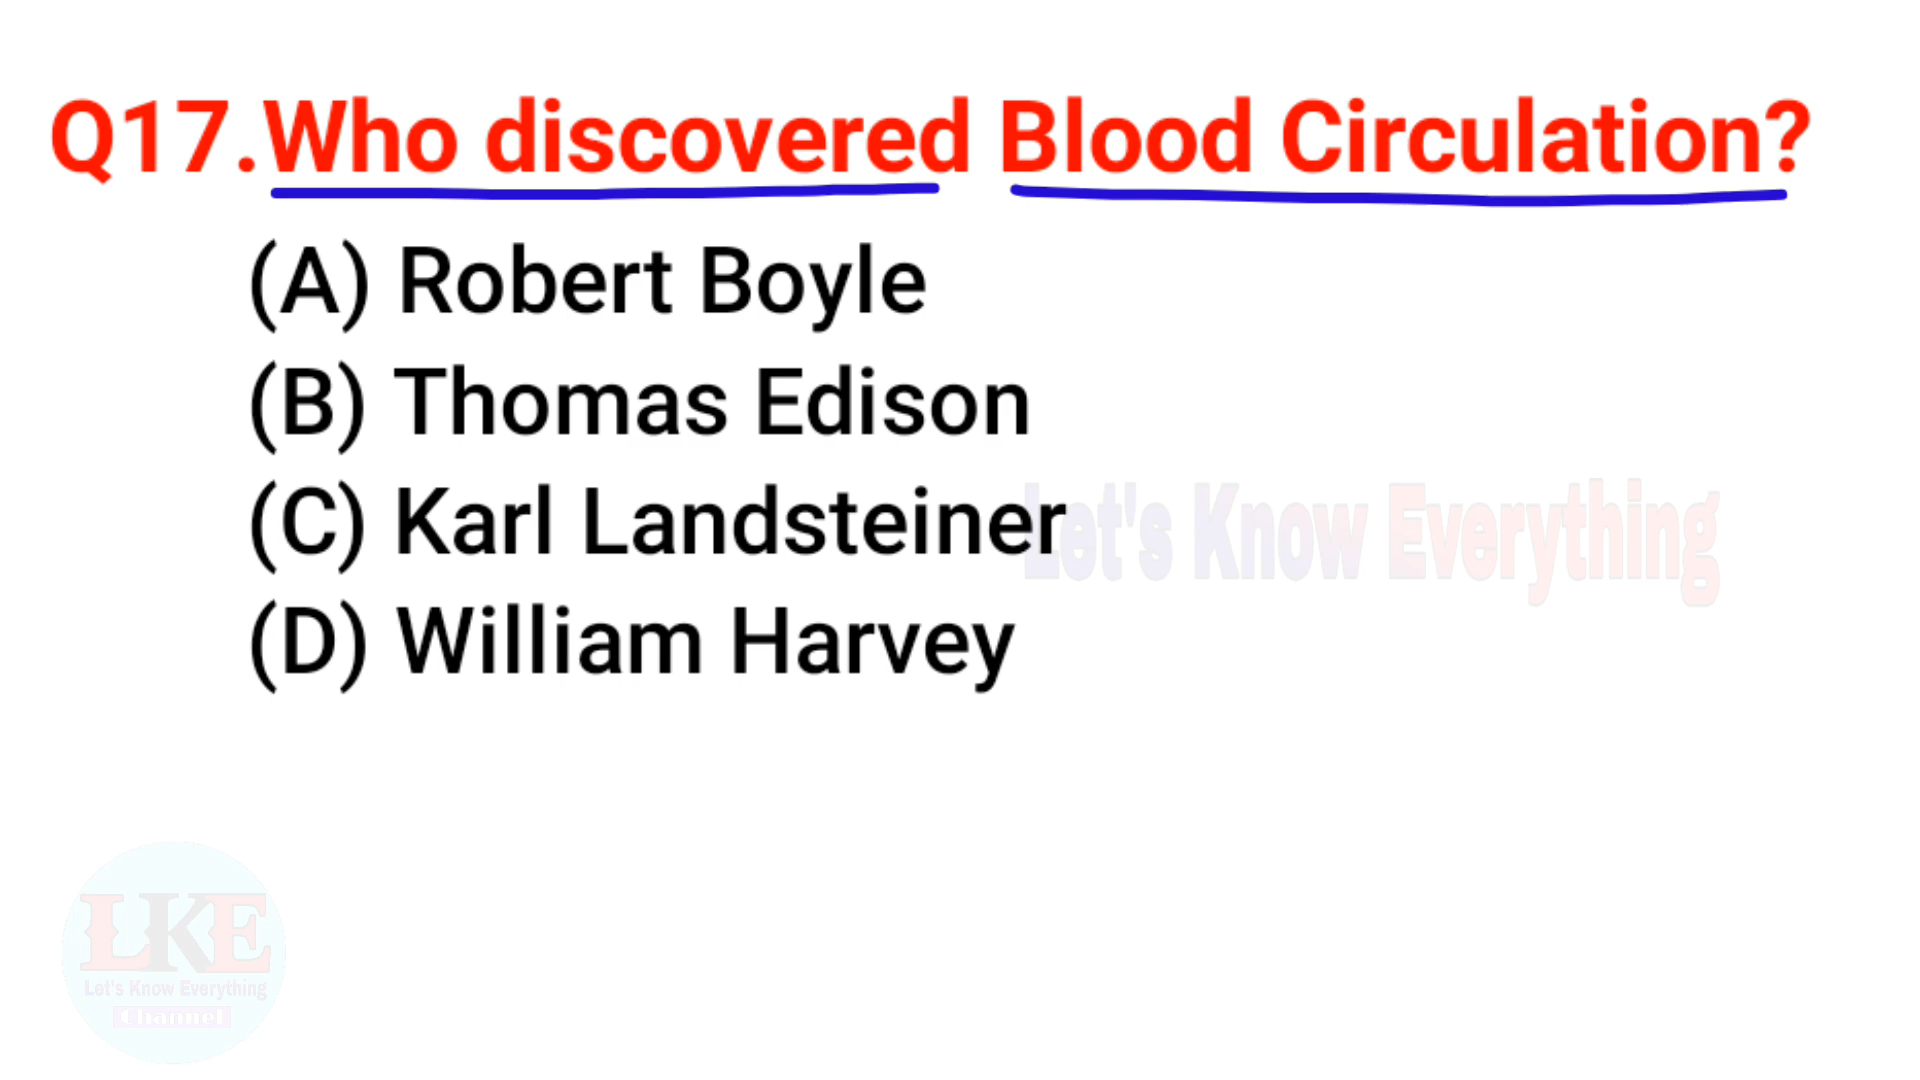 Q17.Who discovered Blood Circulation?
(A) Robert Boyle
(B) Thomas Edison
(C) Karl Landsteiner
Let's Know Everything
(D) William Harvey
LKE
Let's Know Everything
Channel